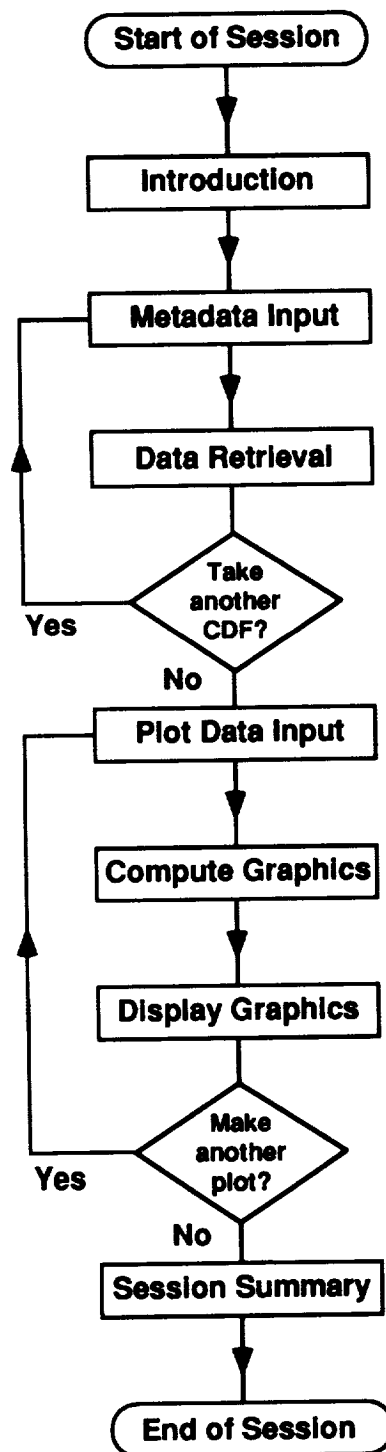 Start of Session
Introduction
Metadata Input
Data Retrieval
Take
another
CDF?
Yes
No
Plot Data Input
Compute Graphics
Display Graphics
Make
another
plot?
Yes
No
Session Summary
End of Session